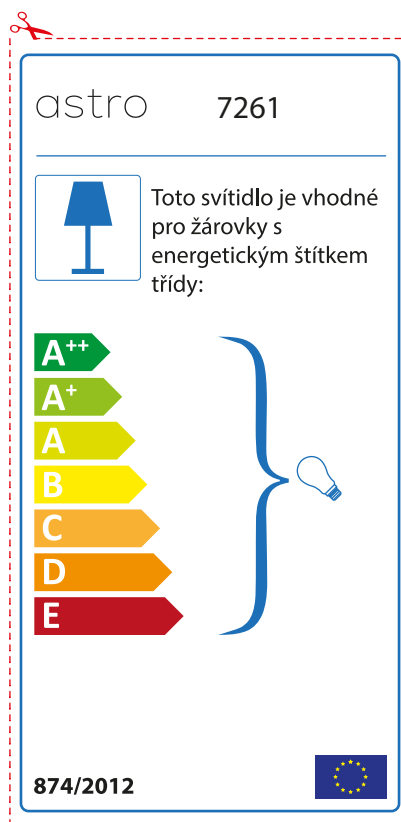 astro 7261
Toto svítidlo je vhodné
pro žárovky s
energetickým štítkem
třídy:
A++
A+
A
B
C
D
E
874/2012